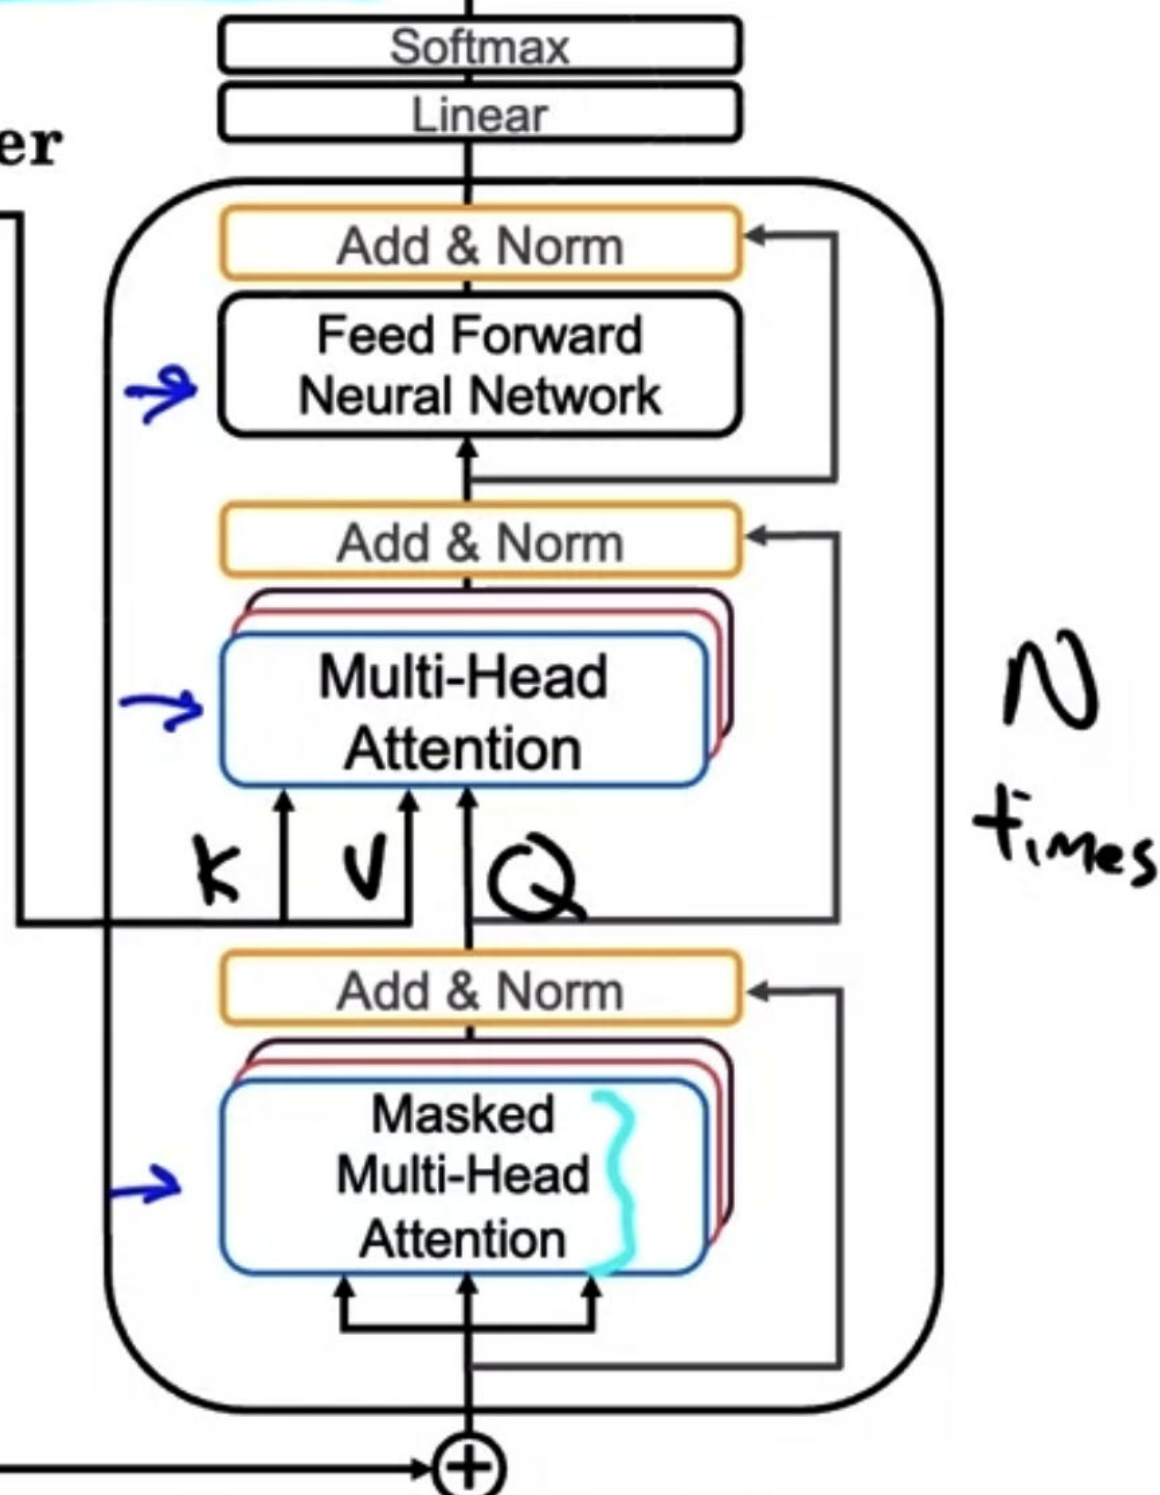 Softmax
Linear
er
Add & Norm
Feed Forward
Neural Network
Add & Norm
Multi-Head
Attention
N
times
K V Q
Add & Norm
Masked
Multi-Head
Attention